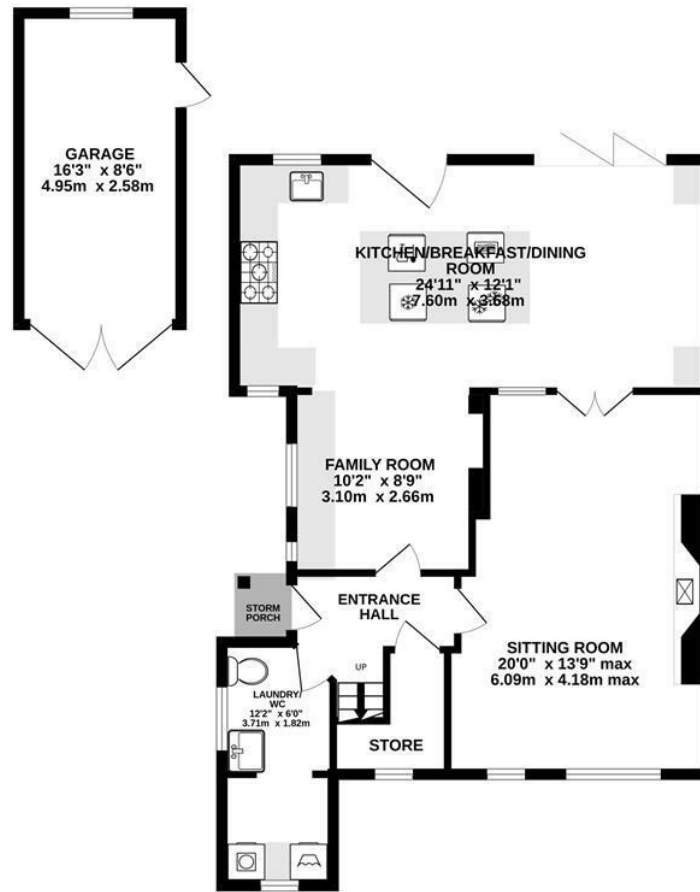 GARAGE
16'3" x 8'6"
4.95m x 2.58m
KITCHEN/BREAKFAST/DINING
ROOM
24'11" x 12'1"
7.60m x 3.68m
FAMILY ROOM
10'2" x 8'9"
3.10m x 2.66m
STORM
PORCH
ENTRANCE
HALL
UP
SITTING ROOM
20'0" x 13'9" max
6.09m x 4.18m max
LAUNDRY/
WC
12'2" x 6'0"
3.71m x 1.82m
STORE